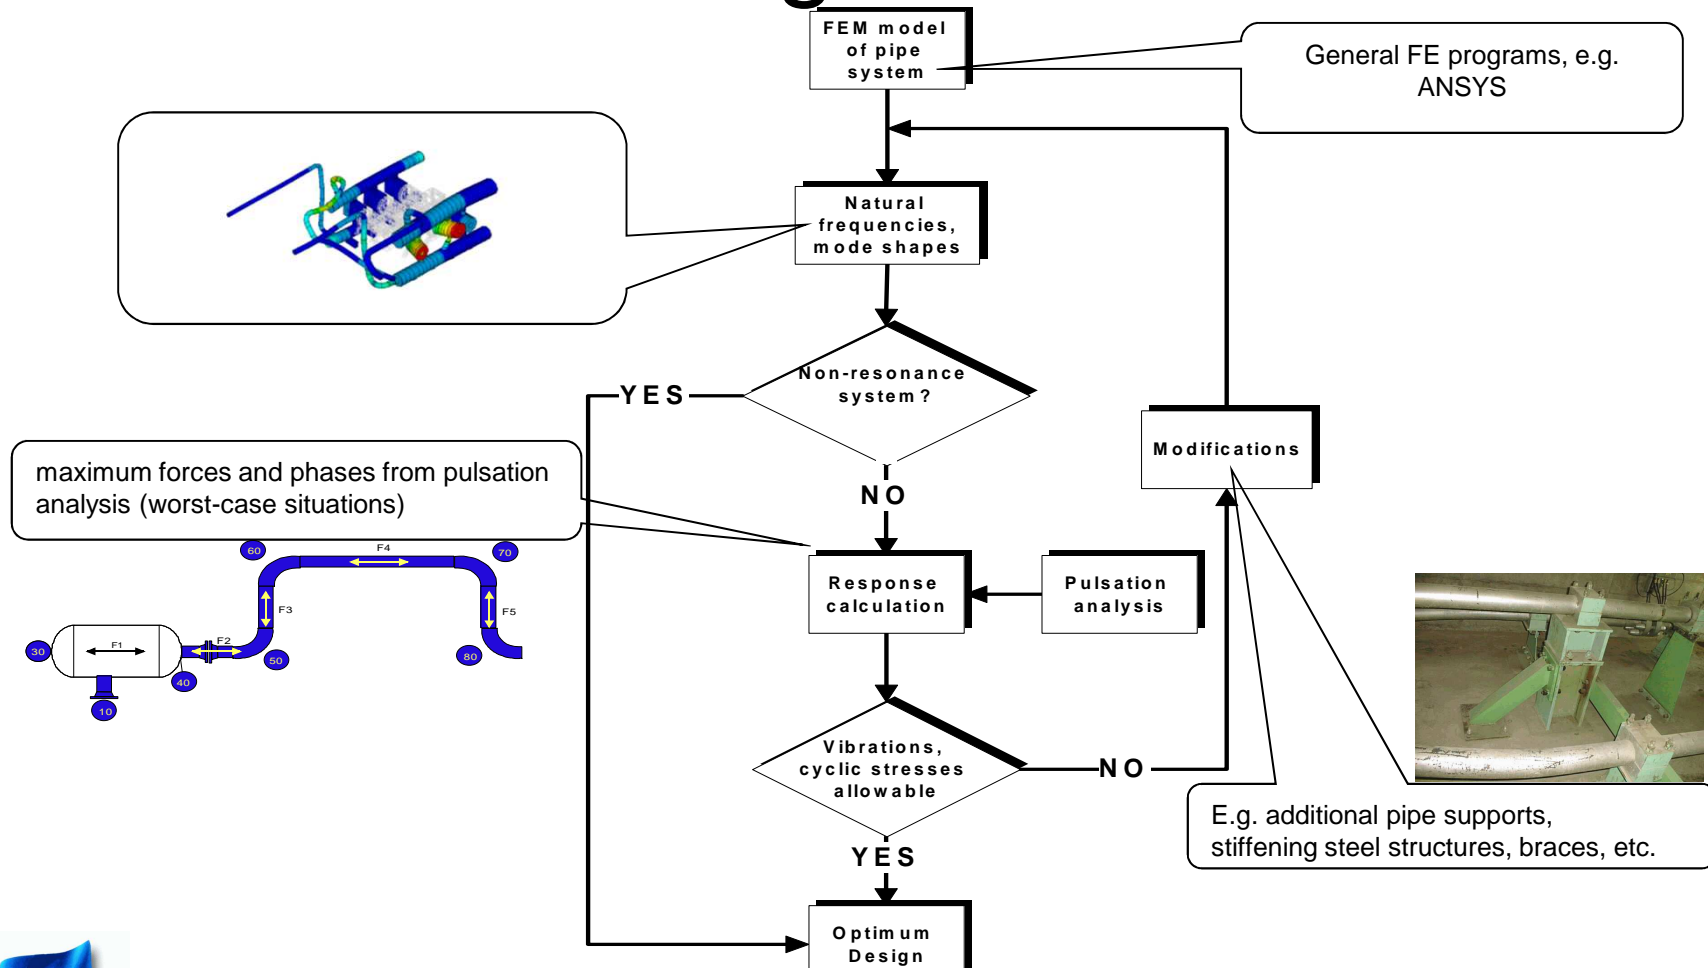 FEM model
of pipe
system
General FE programs, e.g.
ANSYS
Natural
frequencies,
mode shapes
Non-resonance
system?
YES
NO
Modifications
maximum forces and phases from pulsation
analysis (worst-case situations)
Response
calculation
Pulsation
analysis
60
F4
70
F3
F5
30
F1
F2
50
80
40
10
Vibrations,
cyclic stresses
allowable
NO
YES
E.g. additional pipe supports,
stiffening steel structures, braces, etc.
Optimum
Design